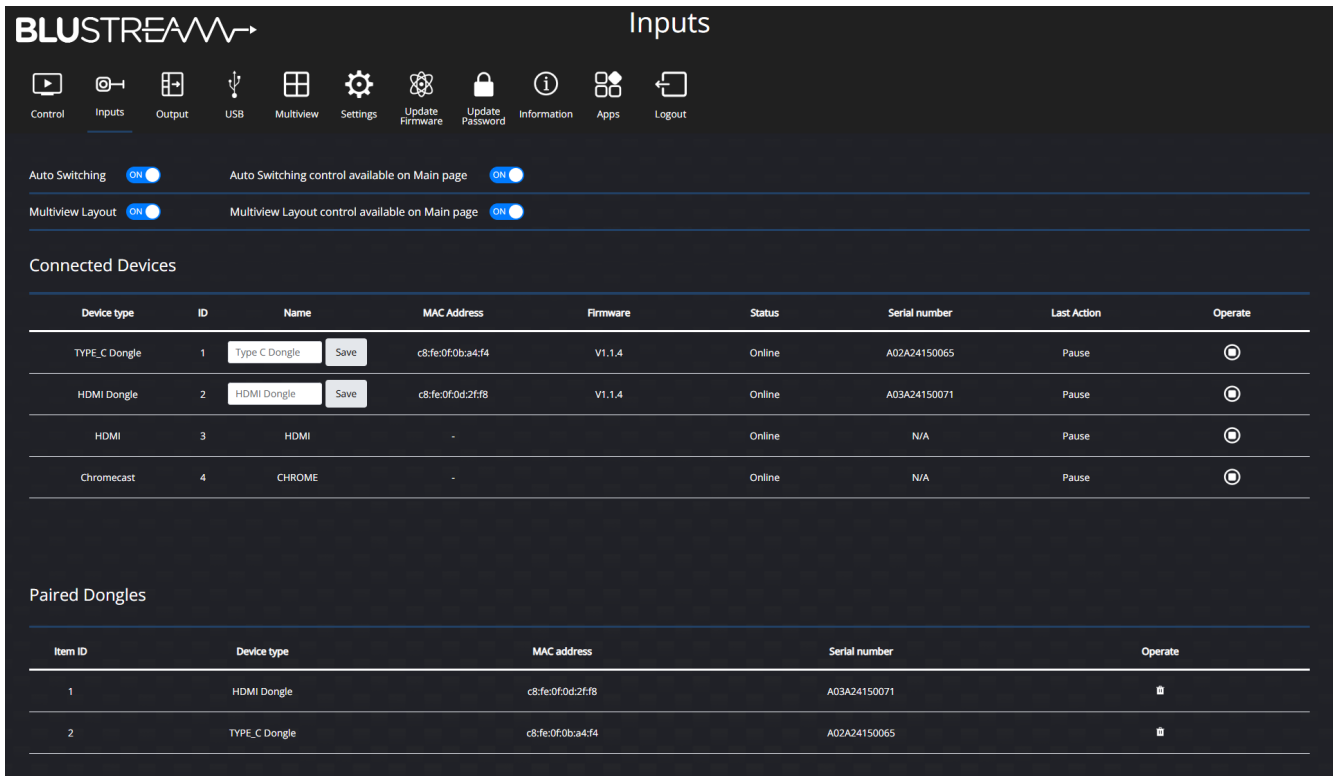 BLUSTREAM
Inputs
Control Inputs Output USB Multiview Settings Update Firmware Update Password Information Apps Logout
Auto Switching ON Auto Switching control available on Main page ON
Multiview Layout ON Multiview Layout control available on Main page ON
Connected Devices
Device type ID Name MAC Address Firmware Status Serial number Last Action Operate
TYPE_C Dongle 1 Type C Dongle Save c8:fe:0f:0b:a4:f4 V1.1.4 Online A02A24150065 Pause
HDMI Dongle 2 HDMI Dongle Save c8:fe:0f:0d:2f:f8 V1.1.4 Online A03A24150071 Pause
HDMI 3 HDMI - Online N/A Pause
Chromecast 4 CHROME - Online N/A Pause
Paired Dongles
Item ID Device type MAC address Serial number Operate
1 HDMI Dongle c8:fe:0f:0d:2f:f8 A03A24150071
2 TYPE_C Dongle c8:fe:0f:0b:a4:f4 A02A24150065